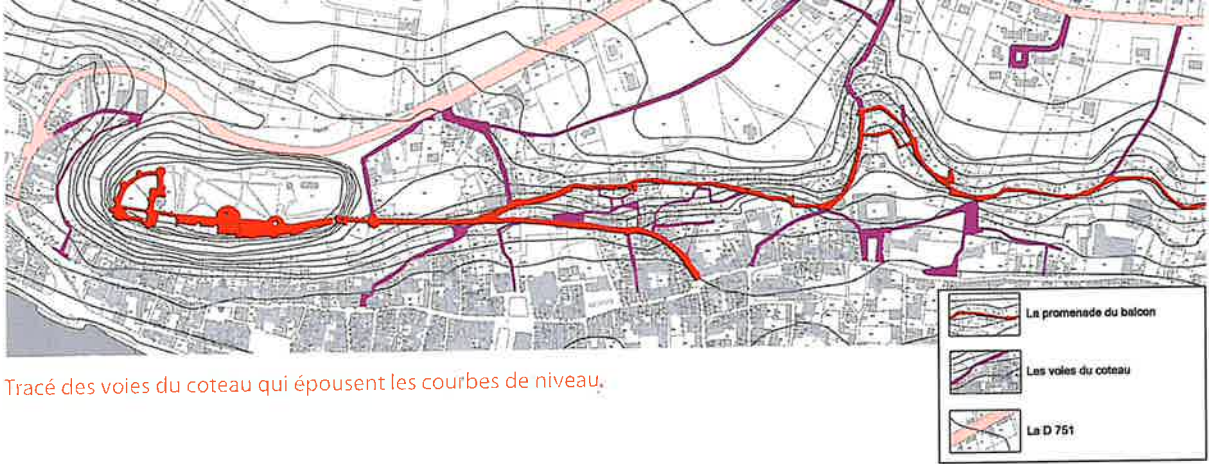 Tracé des voies du coteau qui épousent les courbes de niveau.
La promenade du balcon
Les voies du coteau
La D 751